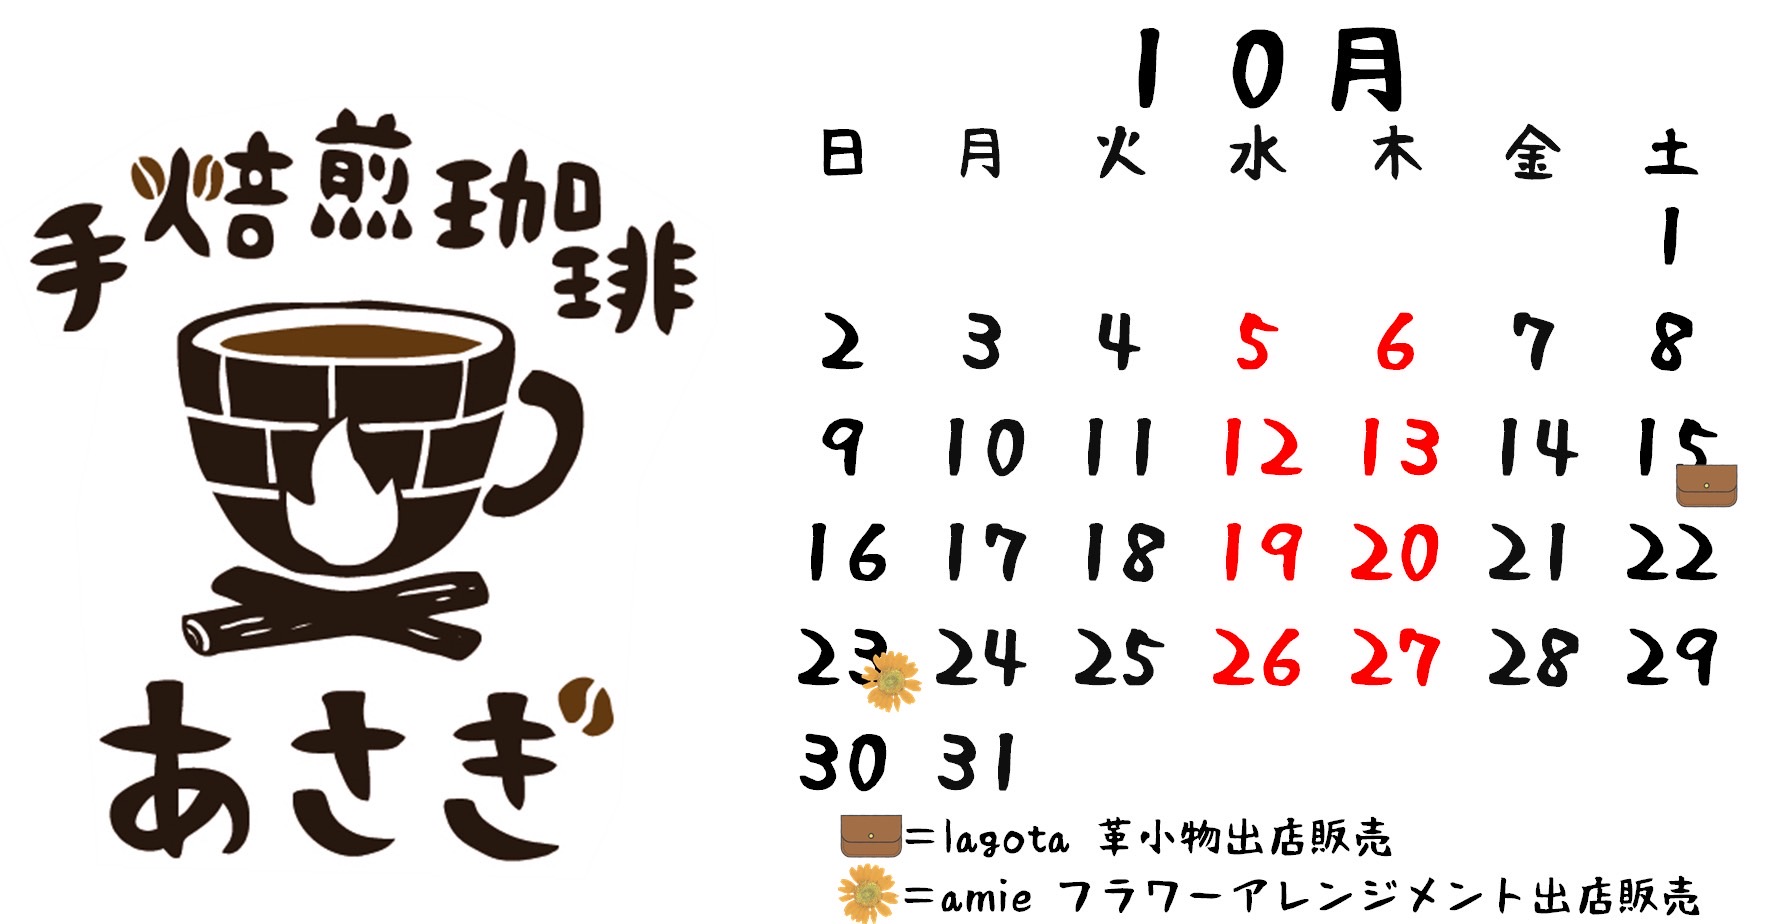 手焙煎珈琲
あさぎ
10月
日 月 火 水 木 金 土
1
2 3 4 5 6 7 8
9 10 11 12 13 14 15
16 17 18 19 20 21 22
23 24 25 26 27 28 29
30 31
=lagota 革小物出店販売
=amie フラワーアレンジメント出店販売